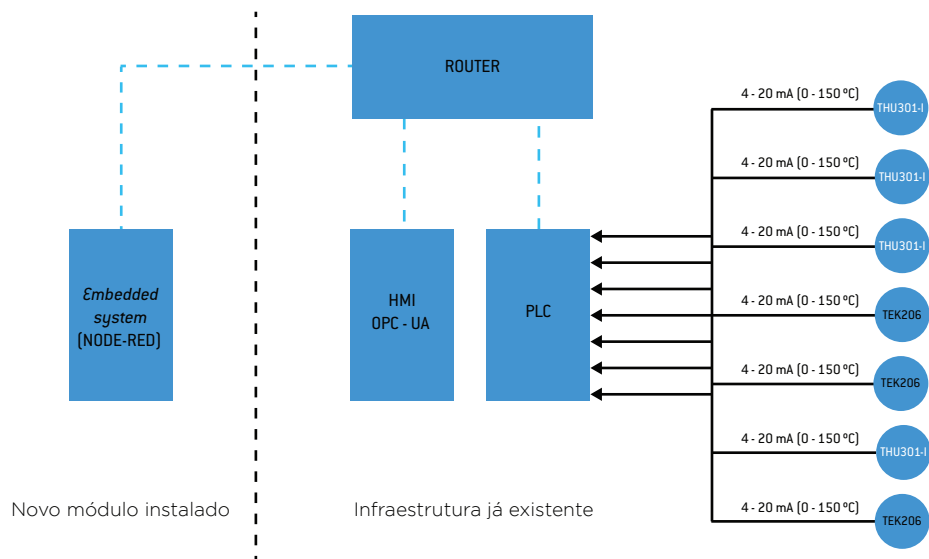 ROUTER
4 - 20 mA (0 - 150 ºC)
THU301-I
4 - 20 mA (0 - 150 ºC)
THU301-I
4 - 20 mA (0 - 150 ºC)
THU301-I
Embedded
system
(NODE-RED)
HMI
OPC - UA
PLC
4 - 20 mA (0 - 150 ºC)
TEK206
4 - 20 mA (0 - 150 ºC)
TEK206
4 - 20 mA (0 - 150 ºC)
THU301-I
4 - 20 mA (0 - 150 ºC)
TEK206
Novo módulo instalado
Infraestrutura já existente